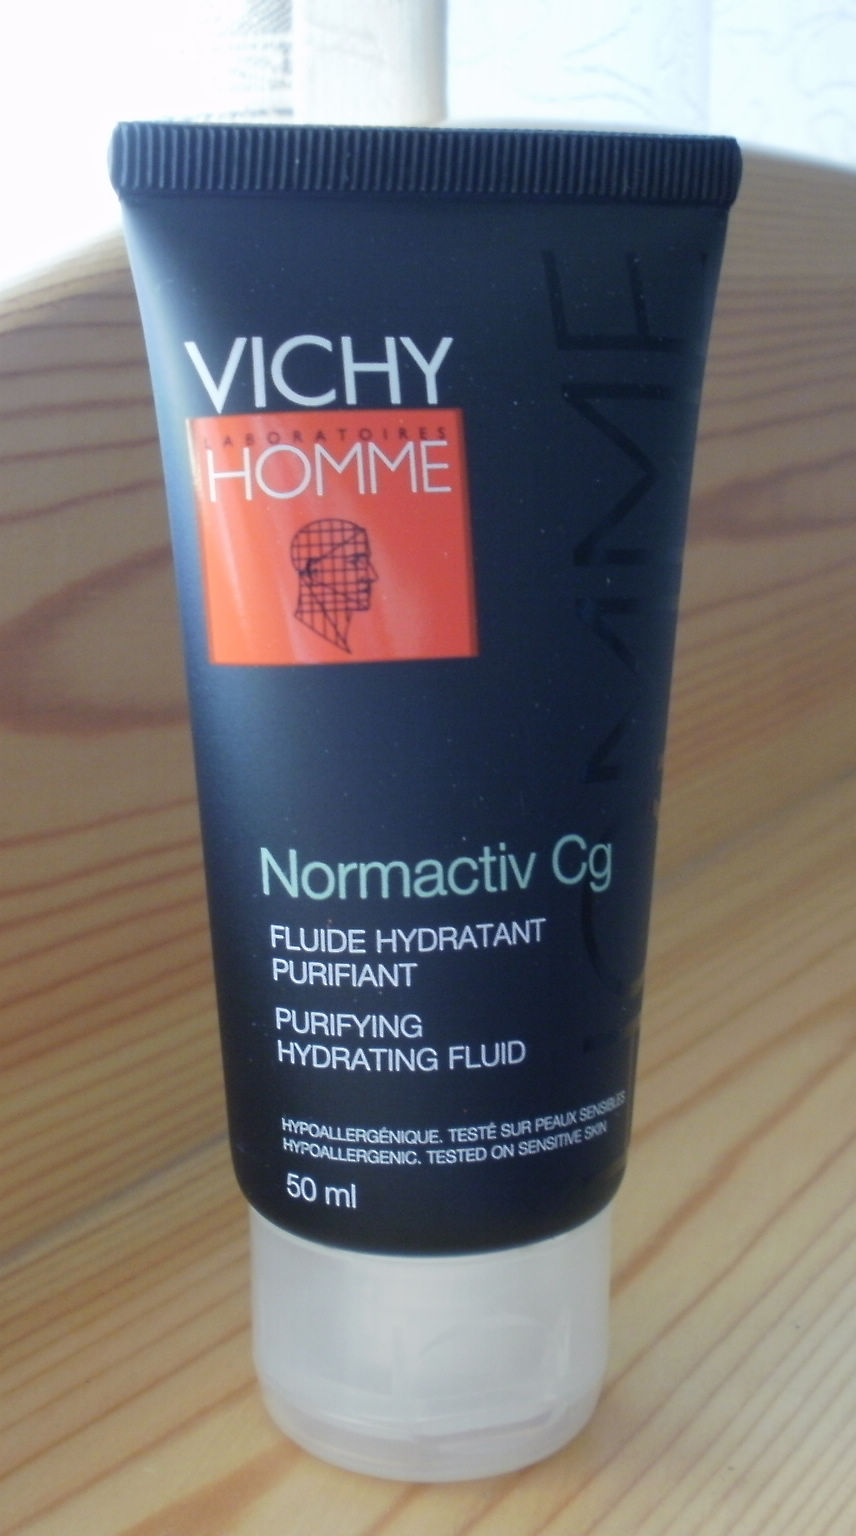 VICHY
LABORATOIRES
HOMME
Normactiv Cg
FLUIDE HYDRATANT
PURIFIANT
PURIFYING
HYDRATING FLUID
HYPOALLERGÉNIQUE. TESTÉ SUR PEAUX SENSIBLES
HYPOALLERGENIC. TESTED ON SENSITIVE SKIN
50 ml
HOMME